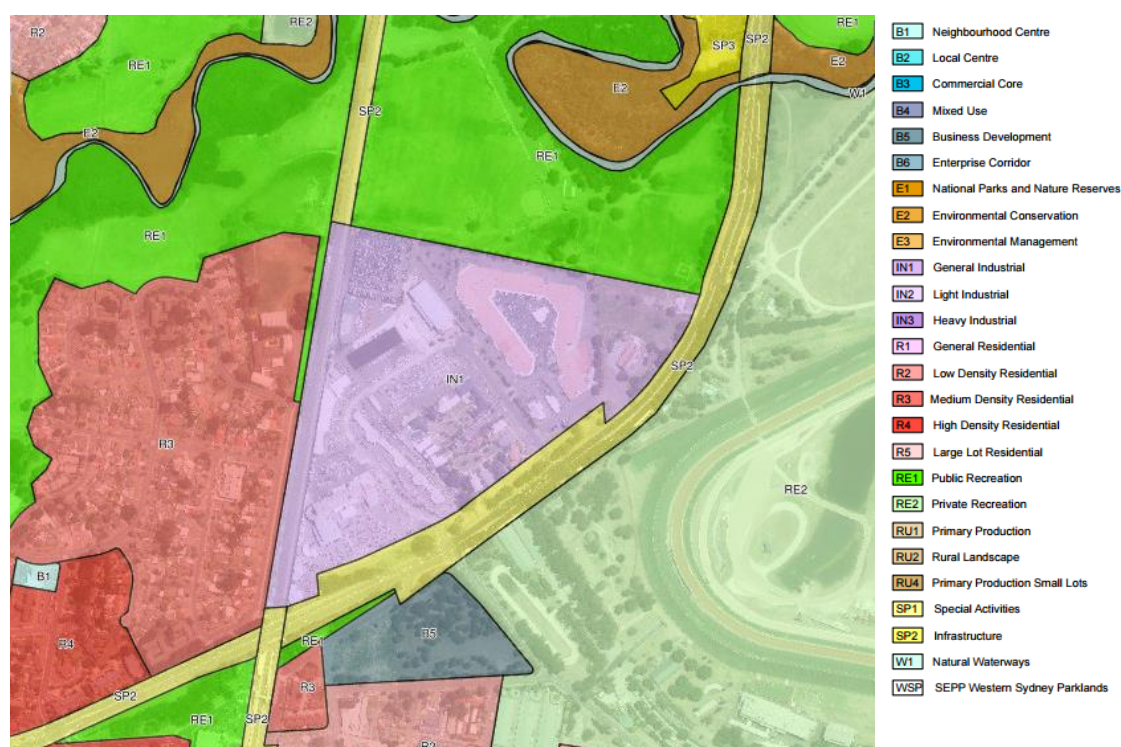 R2
RE2
RE1
SP2
SP3
SP2
RE1
E2
E2
W1
SP2
E2
RE1
RE1
SP2
IN1
R3
RE2
B1
R4
RE1
B5
R3
SP2
RE1
SP2
R2
B1 Neighbourhood Centre
B2 Local Centre
B3 Commercial Core
B4 Mixed Use
B5 Business Development
B6 Enterprise Corridor
E1 National Parks and Nature Reserves
E2 Environmental Conservation
E3 Environmental Management
IN1 General Industrial
IN2 Light Industrial
IN3 Heavy Industrial
R1 General Residential
R2 Low Density Residential
R3 Medium Density Residential
R4 High Density Residential
R5 Large Lot Residential
RE1 Public Recreation
RE2 Private Recreation
RU1 Primary Production
RU2 Rural Landscape
RU4 Primary Production Small Lots
SP1 Special Activities
SP2 Infrastructure
W1 Natural Waterways
WSP SEPP Western Sydney Parklands